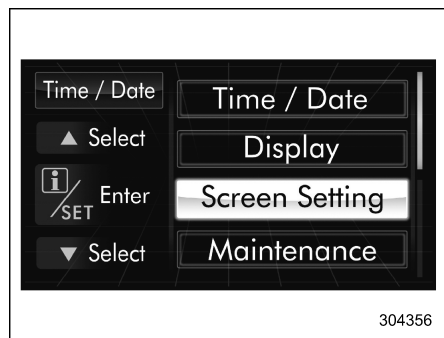 Time / Date
▲ Select
i/SET Enter
▼ Select
Time / Date
Display
Screen Setting
Maintenance
304356